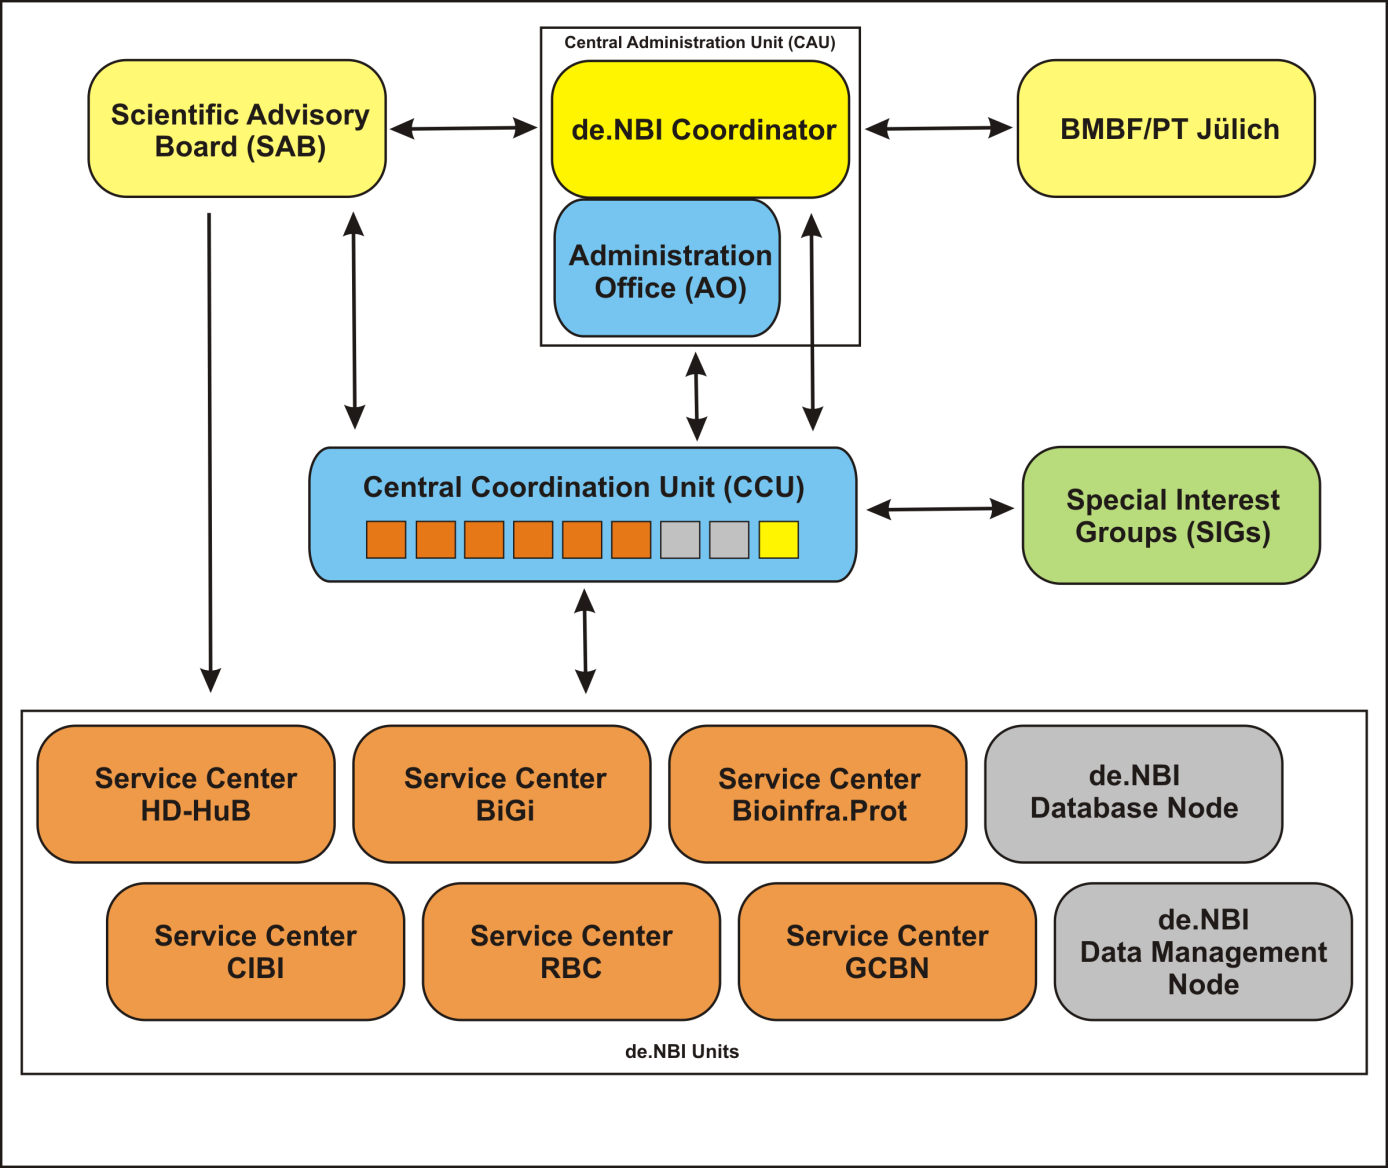 Central Administration Unit (CAU)
Scientific Advisory
Board (SAB)
de.NBI Coordinator
BMBF/PT Jülich
Administration
Office (AO)
Central Coordination Unit (CCU)
Special Interest
Groups (SIGs)
Service Center
HD-HuB
Service Center
BiGi
Service Center
Bioinfra.Prot
de.NBI
Database Node
Service Center
CIBI
Service Center
RBC
Service Center
GCBN
de.NBI
Data Management
Node
de.NBI Units